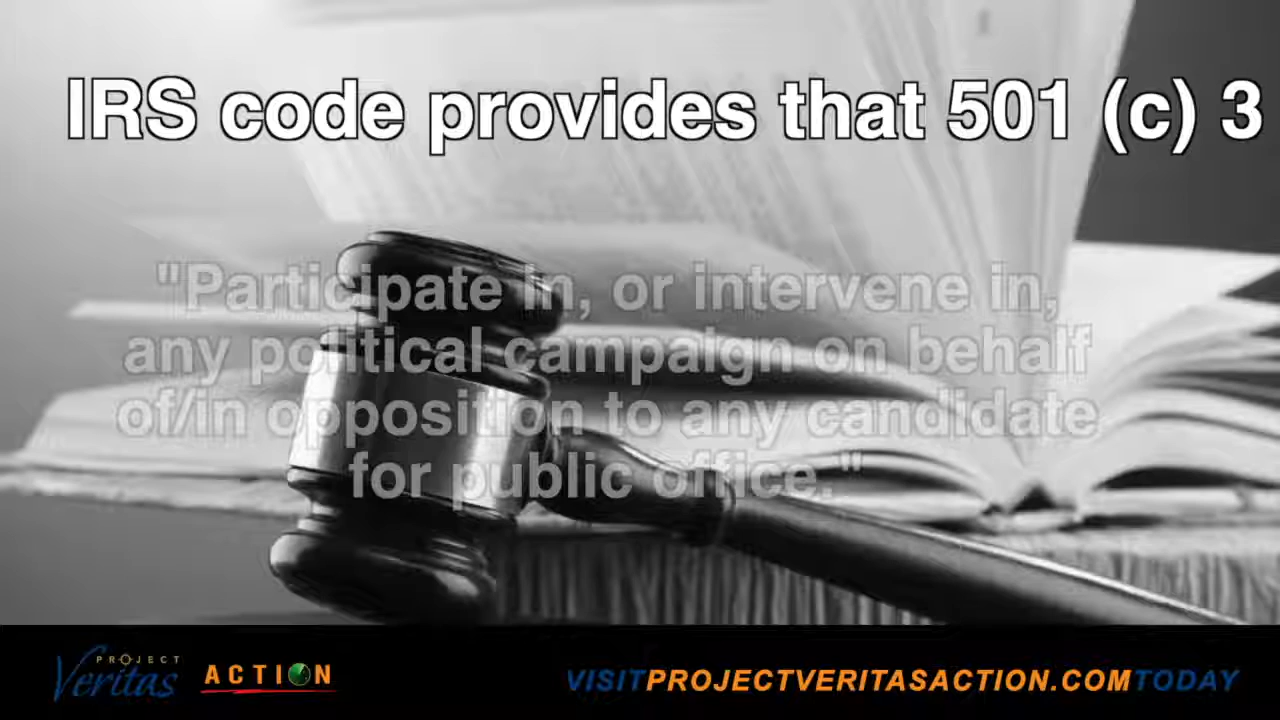 IRS code provides that 501 (c) 3
"Participate in, or intervene in,
any political campaign on behalf
of/in opposition to any candidate
for public office."
PROJECT
Veritas
ACTION
VISITPROJECTVERITASACTION.COMTODAY